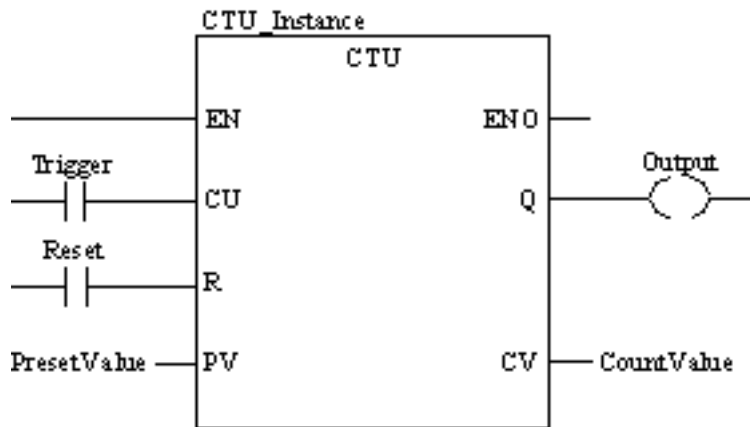 CTU_Instance
CTU
EN ENO
Trigger Output
CU Q
Reset
R
PresetValue PV CV CountValue